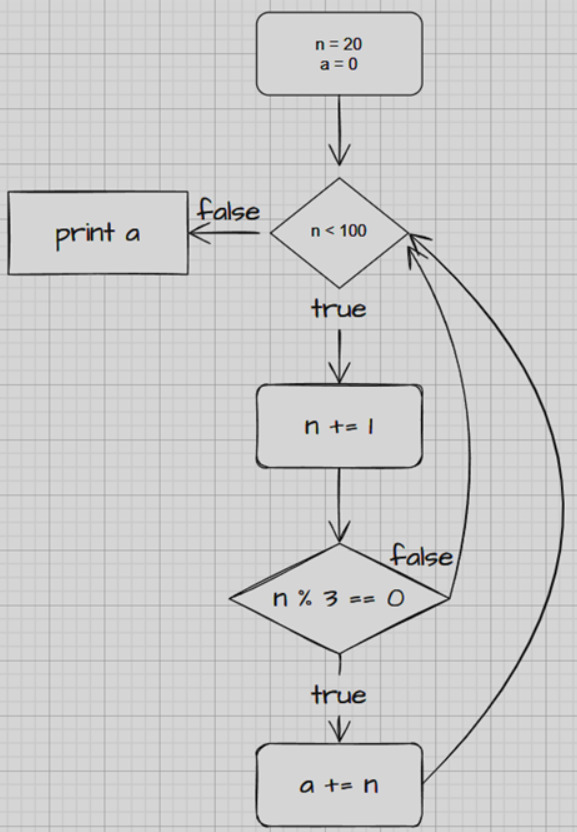 n = 20
a = 0
n < 100
false
print a
true
n += 1
false
n % 3 == 0
true
a += n